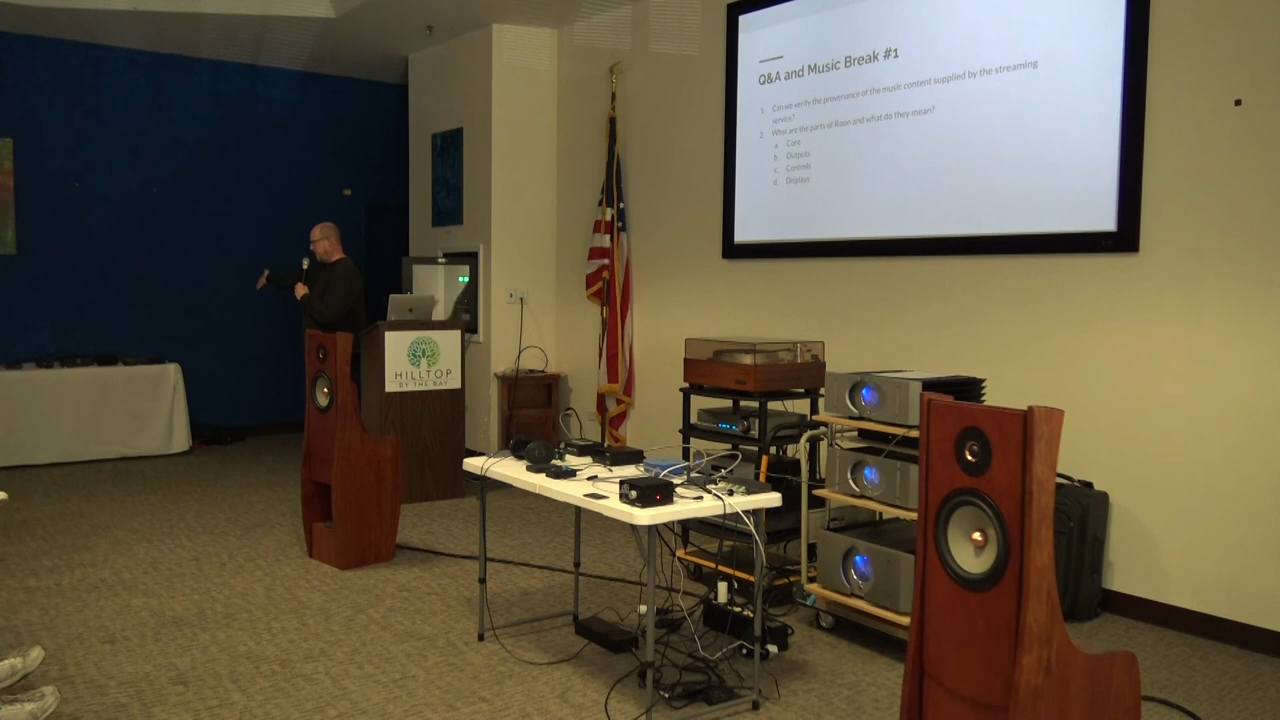 Q&A and Music Break #1
1. Can we verify the provenance of the music content supplied by the streaming
service?
2. What are the parts of Roon and what do they mean?
a. Core
b. Outputs
c. Controls
d. Displays
HILLTOP
BY THE BAY